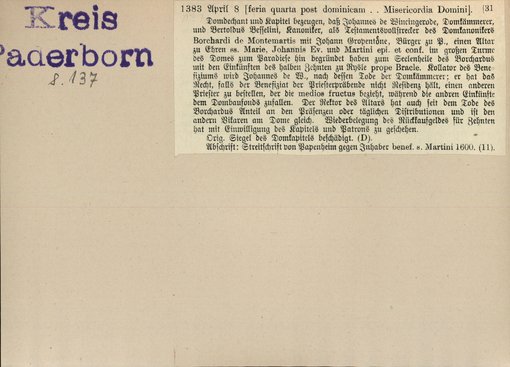 Kreis
Paderborn
S. 137
1383 April 8 [feria quarta post dominicam . . Misericordia Domini]. (31
Domdechant und Kapitel bezeugen, daß Johannes de Wincingerode, Domkämmerer,
und Bertoldus Besselini, Kanoniker, als Testamentsvollstrecker des Domkanonikers
Borchardi de Montemartis mit Johann Gropentöne, Bürger zu P., einen Altar
zu Ehren ss. Marie, Johannis Ev. und Martini epi. et conf. im großen Turme
des Domes zum Paradiese hin begründet haben zum Seelenheile des Borchardus
mit den Einkünften des halben Zehnten zu Rysle prope Bracle. Kollator des Bene-
fiziums wird Johannes de W., nach dessen Tode der Domkämmerer; er hat das
Recht, falls der Benefiziat der Priesterpfründe nicht Residenz hält, einen anderen
Priester zu bestellen, der die medios fructus bezieht, während die andren Einkünfte
dem Dombaufonds zufallen. Der Rektor des Altars hat auch seit dem Tode des
Borchardus Anteil an den Präsenzen oder täglichen Distributionen und ist den
andern Vikaren am Dome gleich. Wiederbelegung des Rückkaufgeldes für Zehnten
hat mit Einwilligung des Kapitels und Patrons zu geschehen.
Orig. Siegel des Domkapitels beschädigt. (D).
Abschrift: Streitschrift von Papenheim gegen Inhaber benef. s. Martini 1600. (11).